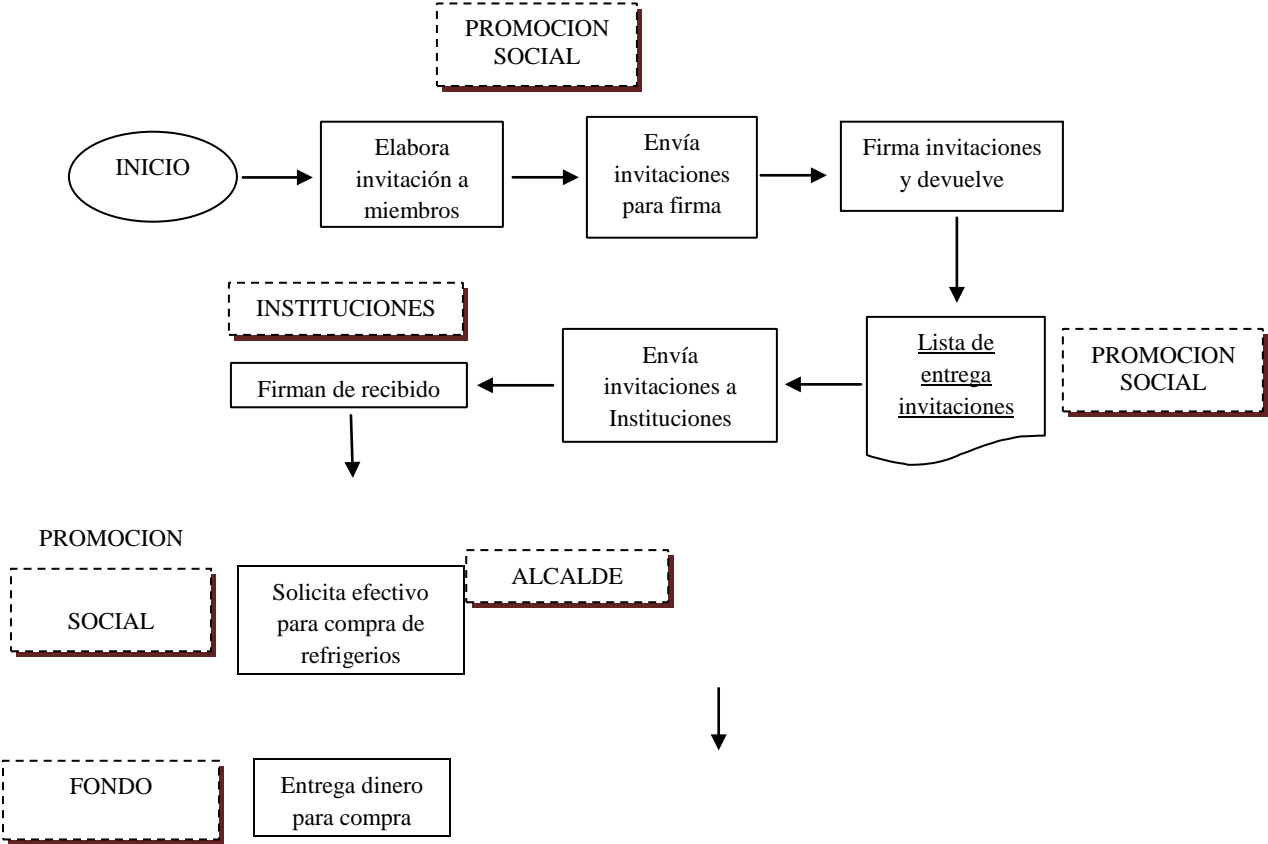 PROMOCION
SOCIAL
INICIO
Elabora
invitación a
miembros
Envía
invitaciones
para firma
Firma invitaciones
y devuelve
INSTITUCIONES
Firman de recibido
Envía
invitaciones a
Instituciones
Lista de
entrega
invitaciones
PROMOCION
SOCIAL
PROMOCION
SOCIAL
Solicita efectivo
para compra de
refrigerios
ALCALDE
FONDO
Entrega dinero
para compra